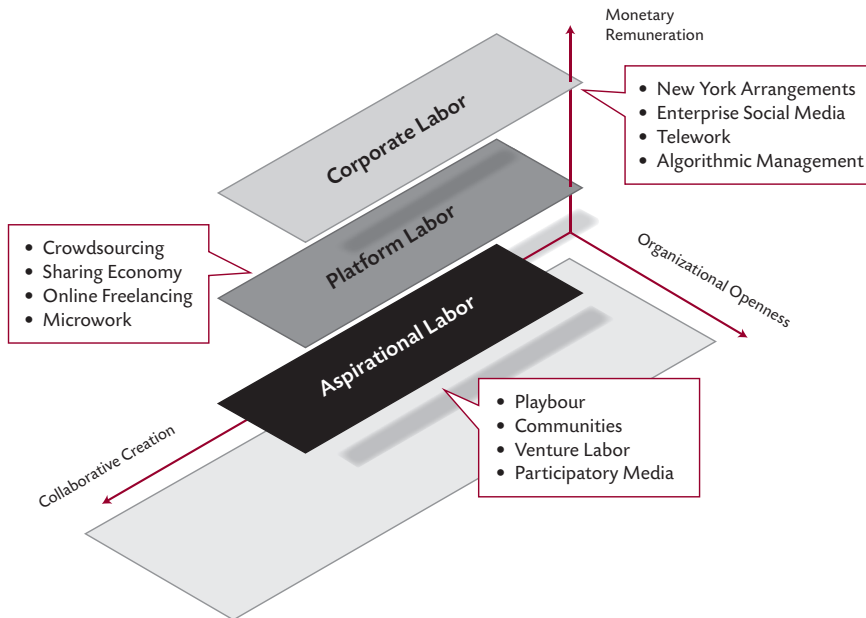 Monetary
Remuneration
Corporate Labor
• New York Arrangements
• Enterprise Social Media
• Telework
• Algorithmic Management
Platform Labor
• Crowdsourcing
• Sharing Economy
• Online Freelancing
• Microwork
Organizational Openness
Aspirational Labor
• Playbour
• Communities
• Venture Labor
• Participatory Media
Collaborative Creation